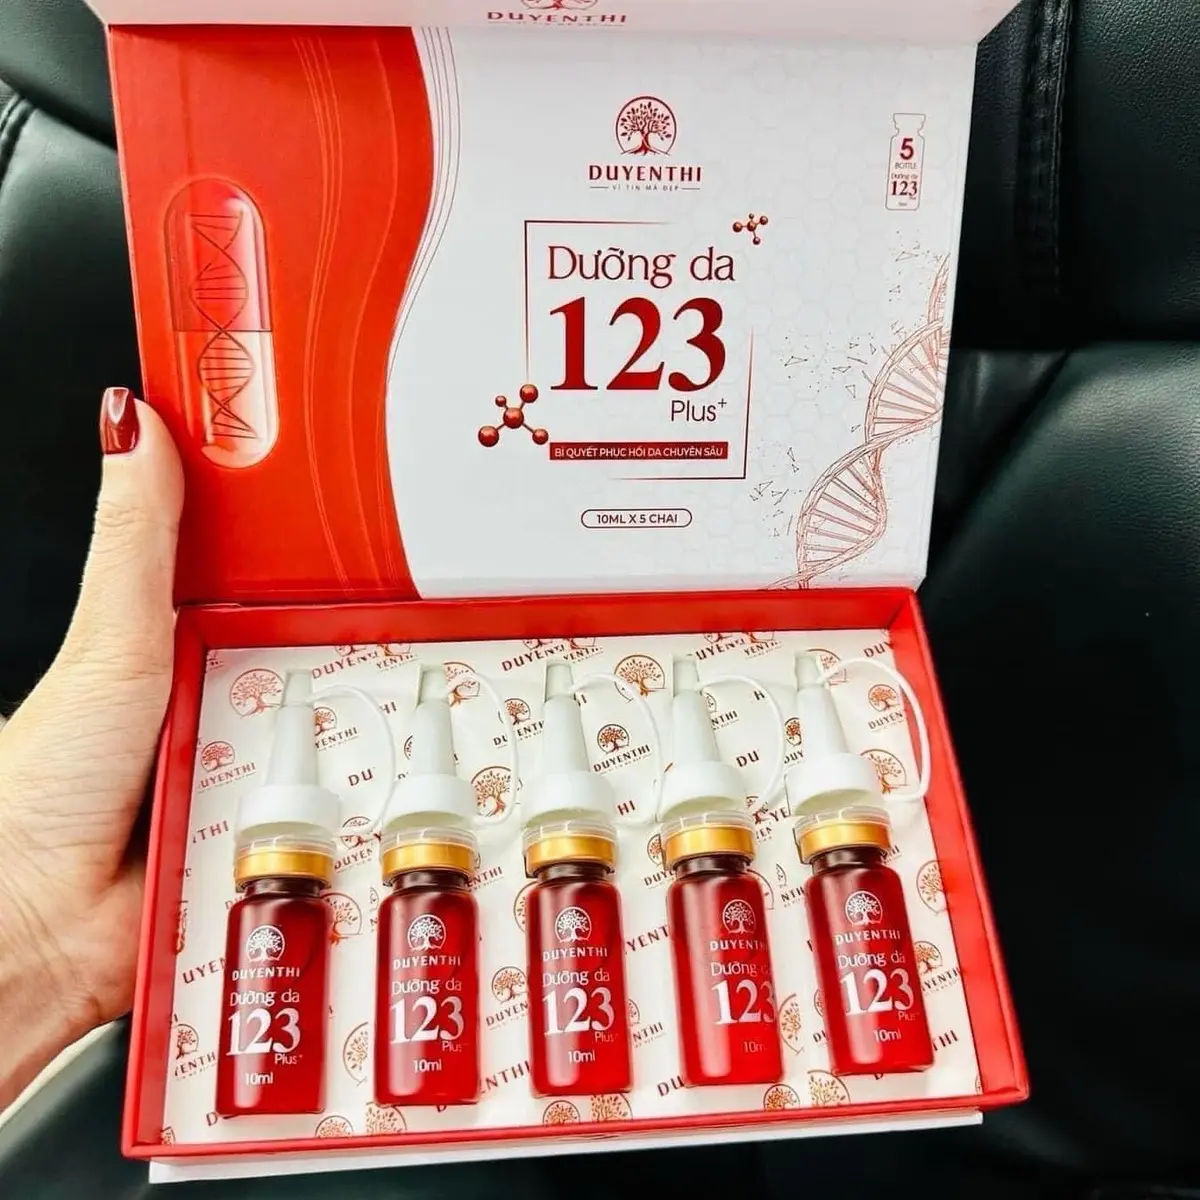 DUYENTHI
DUYENTHI
VÌ TIN MÀ ĐẸP
5
BOTTLE
Dưỡng da
123
Plus
Dưỡng da
123
Plus+
BÍ QUYẾT PHỤC HỒI DA CHUYÊN SÂU
10ML X 5 CHAI
DUYENTHI
Dưỡng da
123
Plus+
10ml
DUYENTHI
Dưỡng da
123
Plus+
10ml
DUYENTHI
Dưỡng da
123
Plus+
10ml
DUYENTHI
Dưỡng d
123
10m
DUYENTHI
Dưỡng da
123
Plus+
10ml